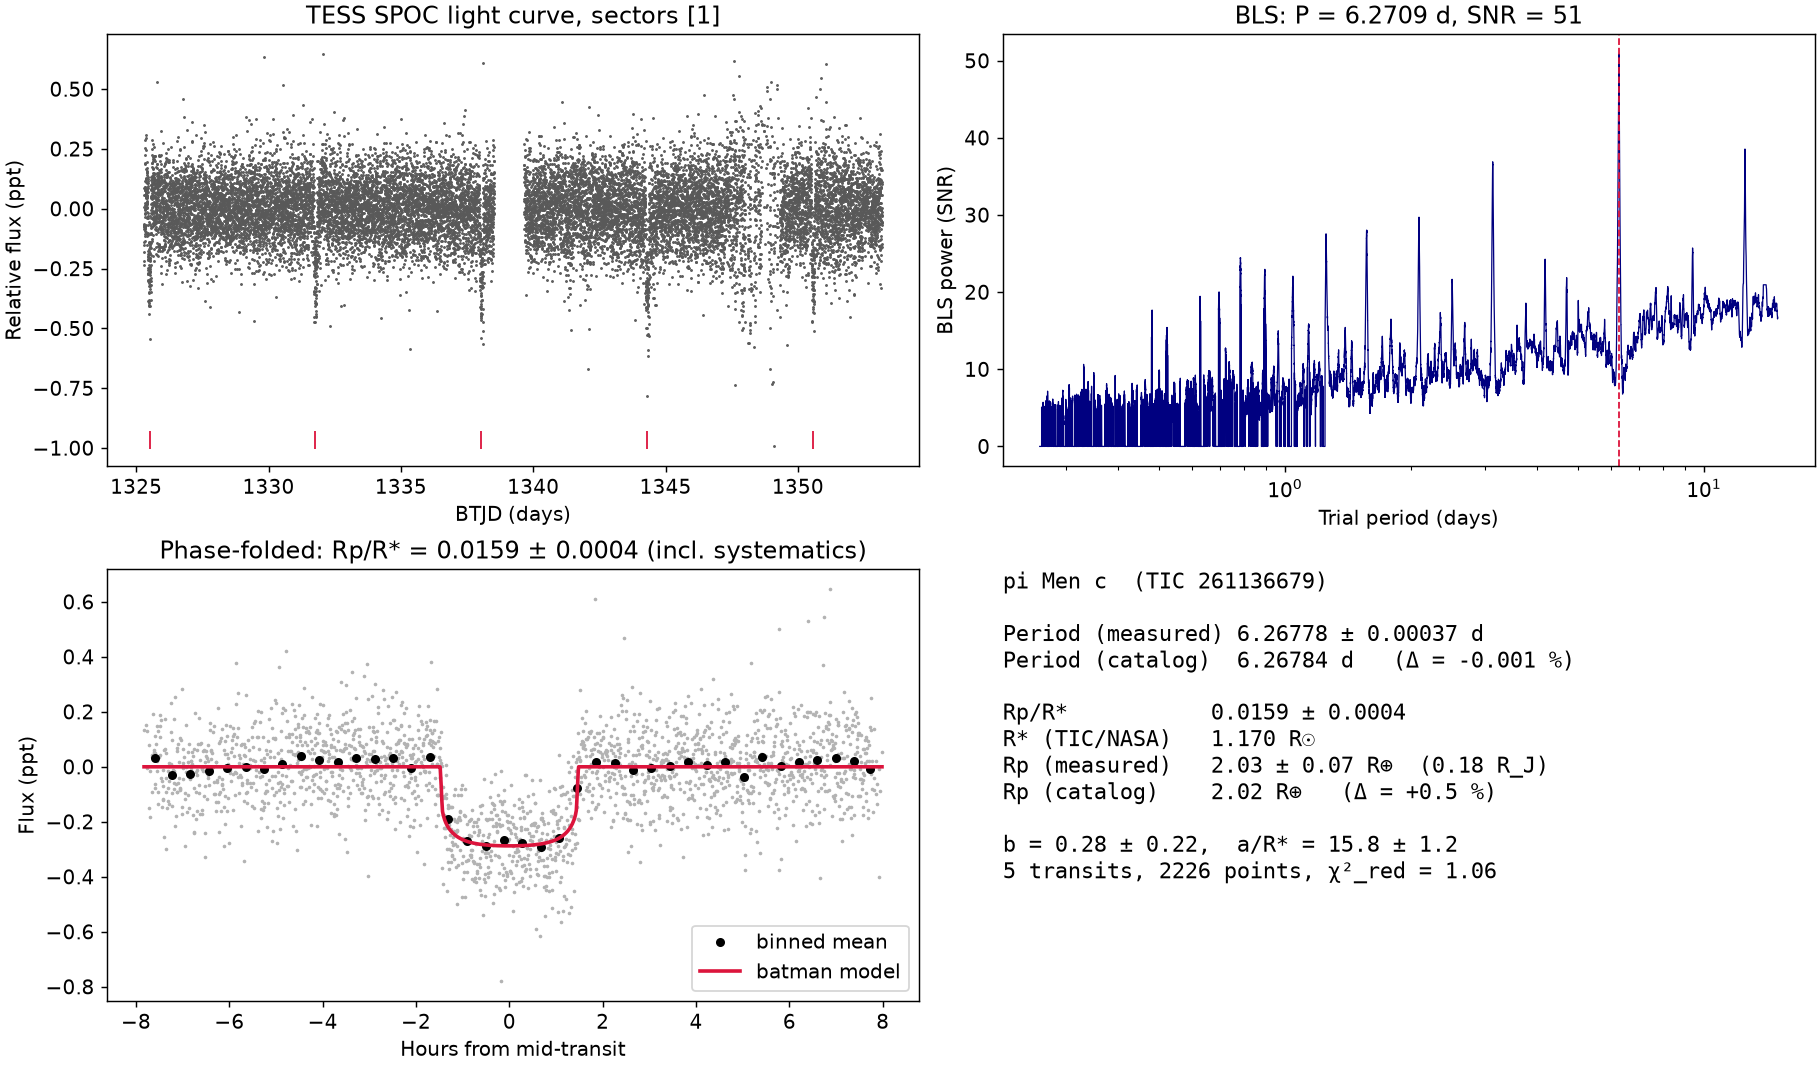 TESS SPOC light curve, sectors [1]
0.50
0.25
0.00
−0.25
−0.50
−0.75
−1.00
Relative flux (ppt)
1325 1330 1335 1340 1345 1350
BTJD (days)
BLS: P = 6.2709 d, SNR = 51
50
40
30
20
10
0
BLS power (SNR)
10⁰ 10¹
Trial period (days)
Phase-folded: Rp/R* = 0.0159 ± 0.0004 (incl. systematics)
0.6
0.4
0.2
0.0
−0.2
−0.4
−0.6
−0.8
Flux (ppt)
binned mean
batman model
−8 −6 −4 −2 0 2 4 6 8
Hours from mid-transit
pi Men c (TIC 261136679)
Period (measured) 6.26778 ± 0.00037 d
Period (catalog) 6.26784 d (Δ = -0.001 %)
Rp/R* 0.0159 ± 0.0004
R* (TIC/NASA) 1.170 R☉
Rp (measured) 2.03 ± 0.07 R⊕ (0.18 R_J)
Rp (catalog) 2.02 R⊕ (Δ = +0.5 %)
b = 0.28 ± 0.22, a/R* = 15.8 ± 1.2
5 transits, 2226 points, χ²_red = 1.06